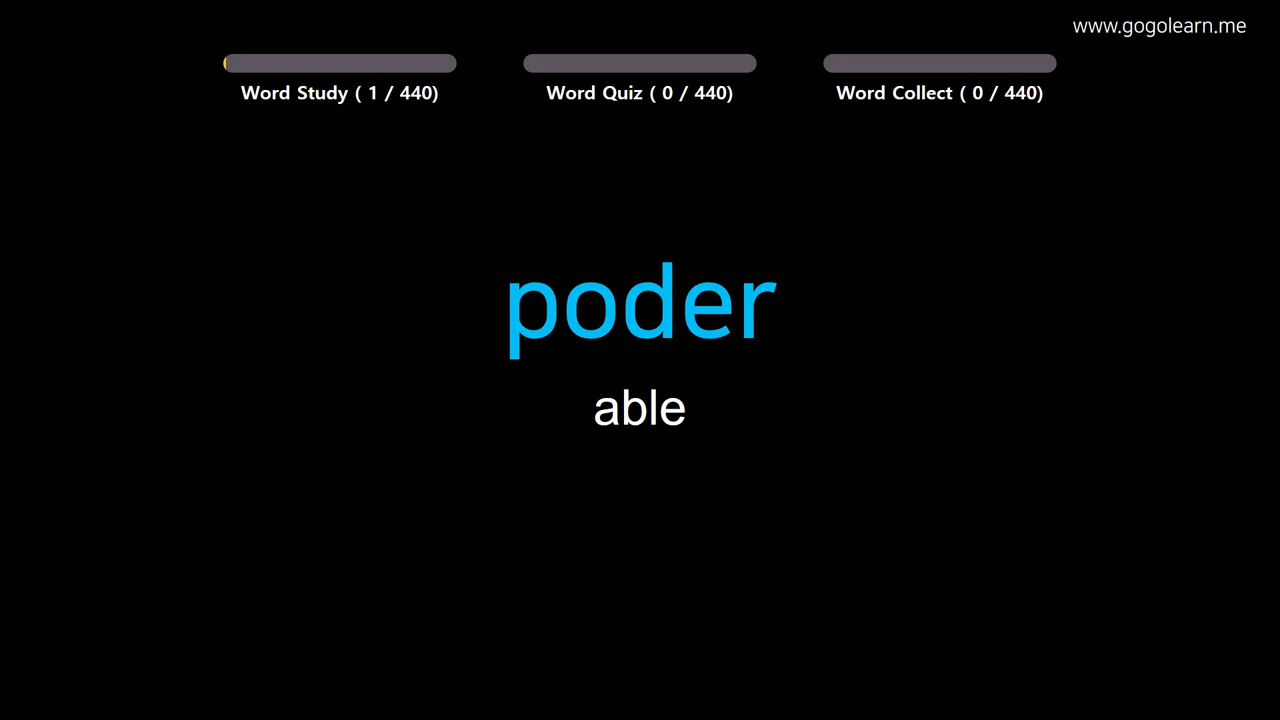 www.gogolearn.me
Word Study ( 1 / 440)
Word Quiz ( 0 / 440)
Word Collect ( 0 / 440)
poder
able